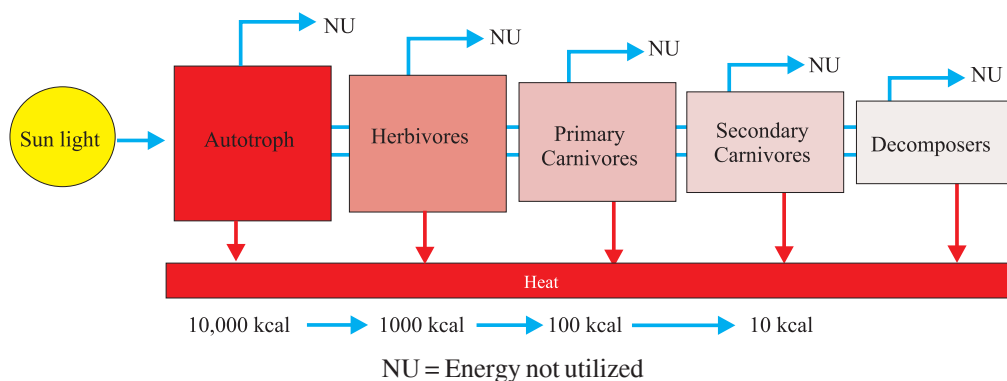 NU
NU
NU
NU
NU
Sun light
Autotroph
Herbivores
Primary
Carnivores
Secondary
Carnivores
Decomposers
Heat
10,000 kcal 1000 kcal 100 kcal 10 kcal
NU = Energy not utilized